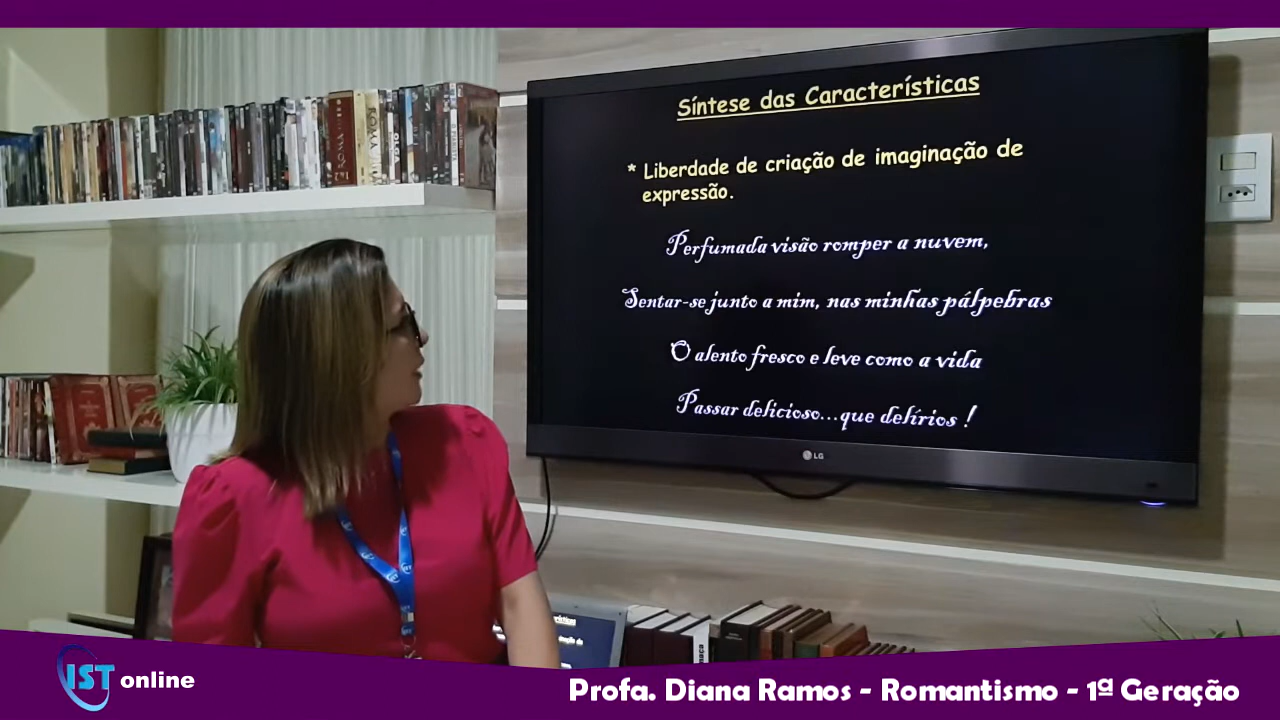 Síntese das Características
* Liberdade de criação de imaginação de
expressão.
Perfumada visão romper a nuvem,
Sentar-se junto a mim, nas minhas pálpebras
O alento fresco e leve como a vida
Passar delicioso...que delírios !
LG
IST online
Profa. Diana Ramos - Romantismo - 1ª Geração